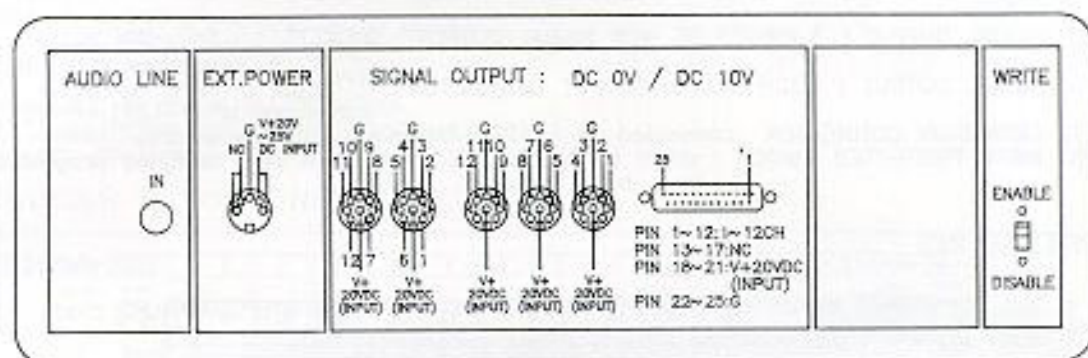 AUDIO LINE
IN
EXT.POWER
G V+20V
~25V
NC DC INPUT
SIGNAL OUTPUT : DC 0V / DC 10V
G G G G G
10 9 4 3 11 10 7 6 3 2
11 8 5 2 12 9 8 5 4 1
12 7 6 1
V+ V+ V+ V+ V+
20VDC 20VDC 20VDC 20VDC 20VDC
(INPUT) (INPUT) (INPUT) (INPUT) (INPUT)
25 1
PIN 1~12:1~12CH
PIN 13~17:NC
PIN 18~21:V+20VDC
(INPUT)
PIN 22~25:G
WRITE
ENABLE
DISABLE